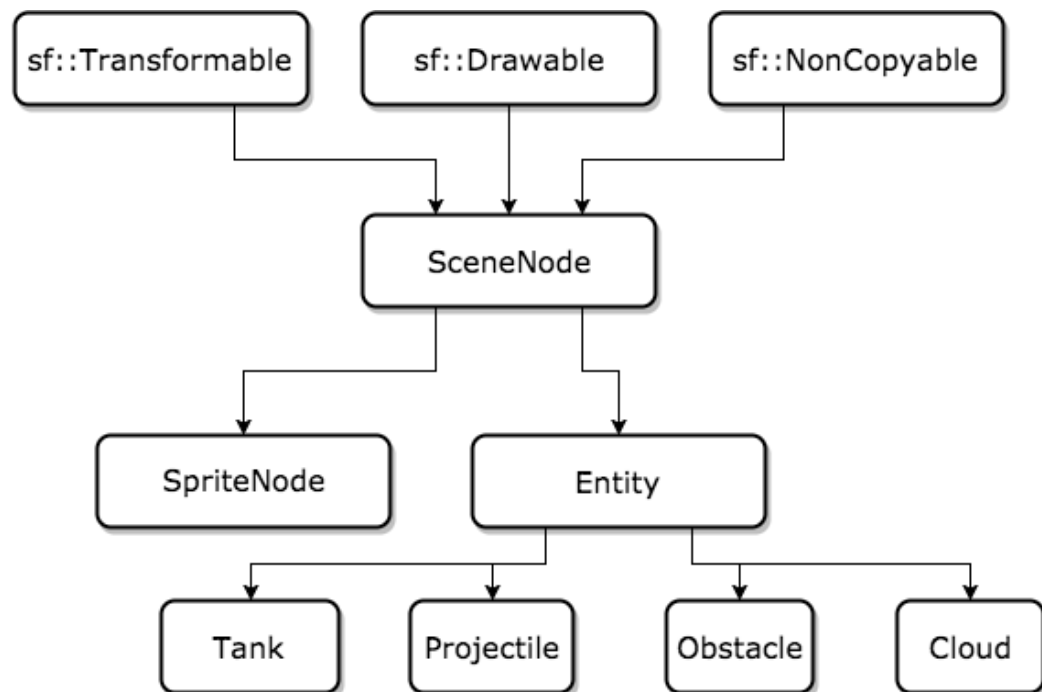 sf::Transformable
sf::Drawable
sf::NonCopyable
SceneNode
SpriteNode
Entity
Tank
Projectile
Obstacle
Cloud